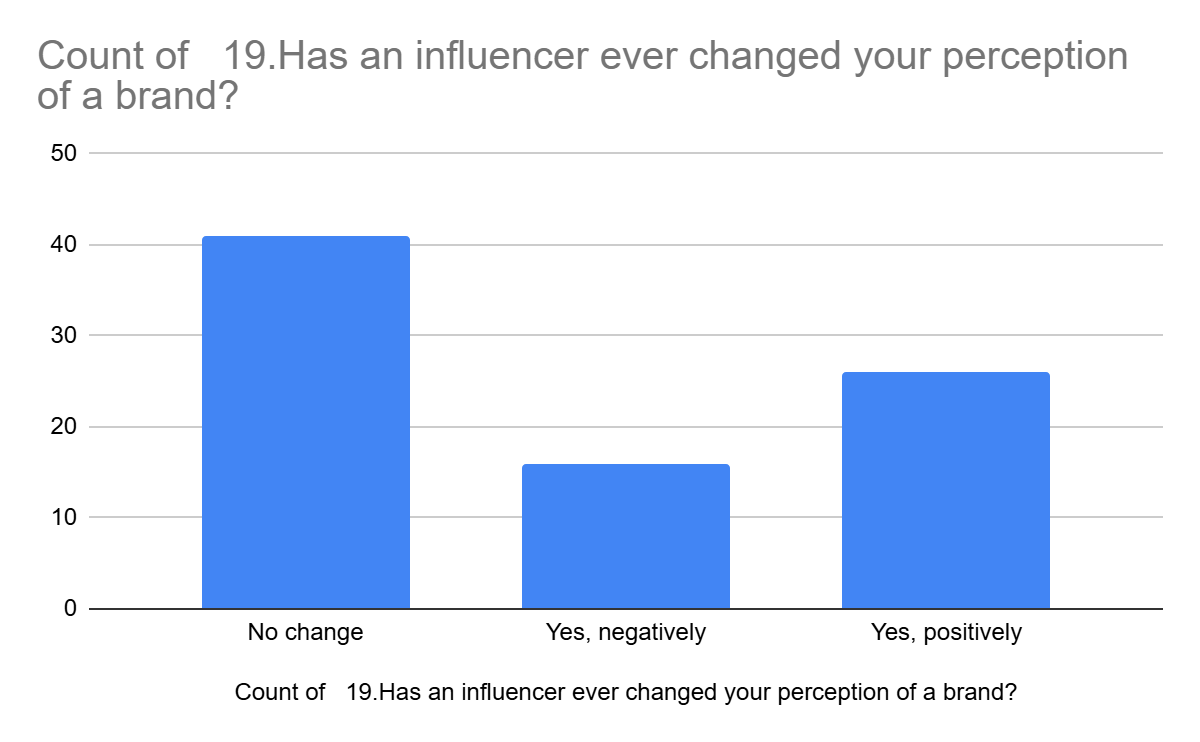 Count of   19.Has an influencer ever changed your perception
of a brand?
50
40
30
20
10
0
No change
Yes, negatively
Yes, positively
Count of   19.Has an influencer ever changed your perception of a brand?